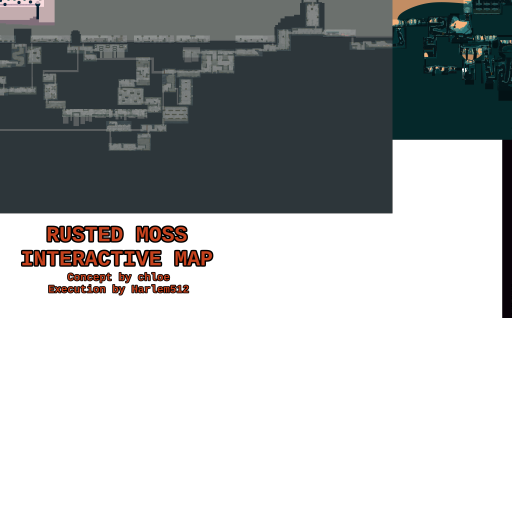 RUSTED MOSS
INTERACTIVE MAP
Concept by chloe
Execution by Harlem512